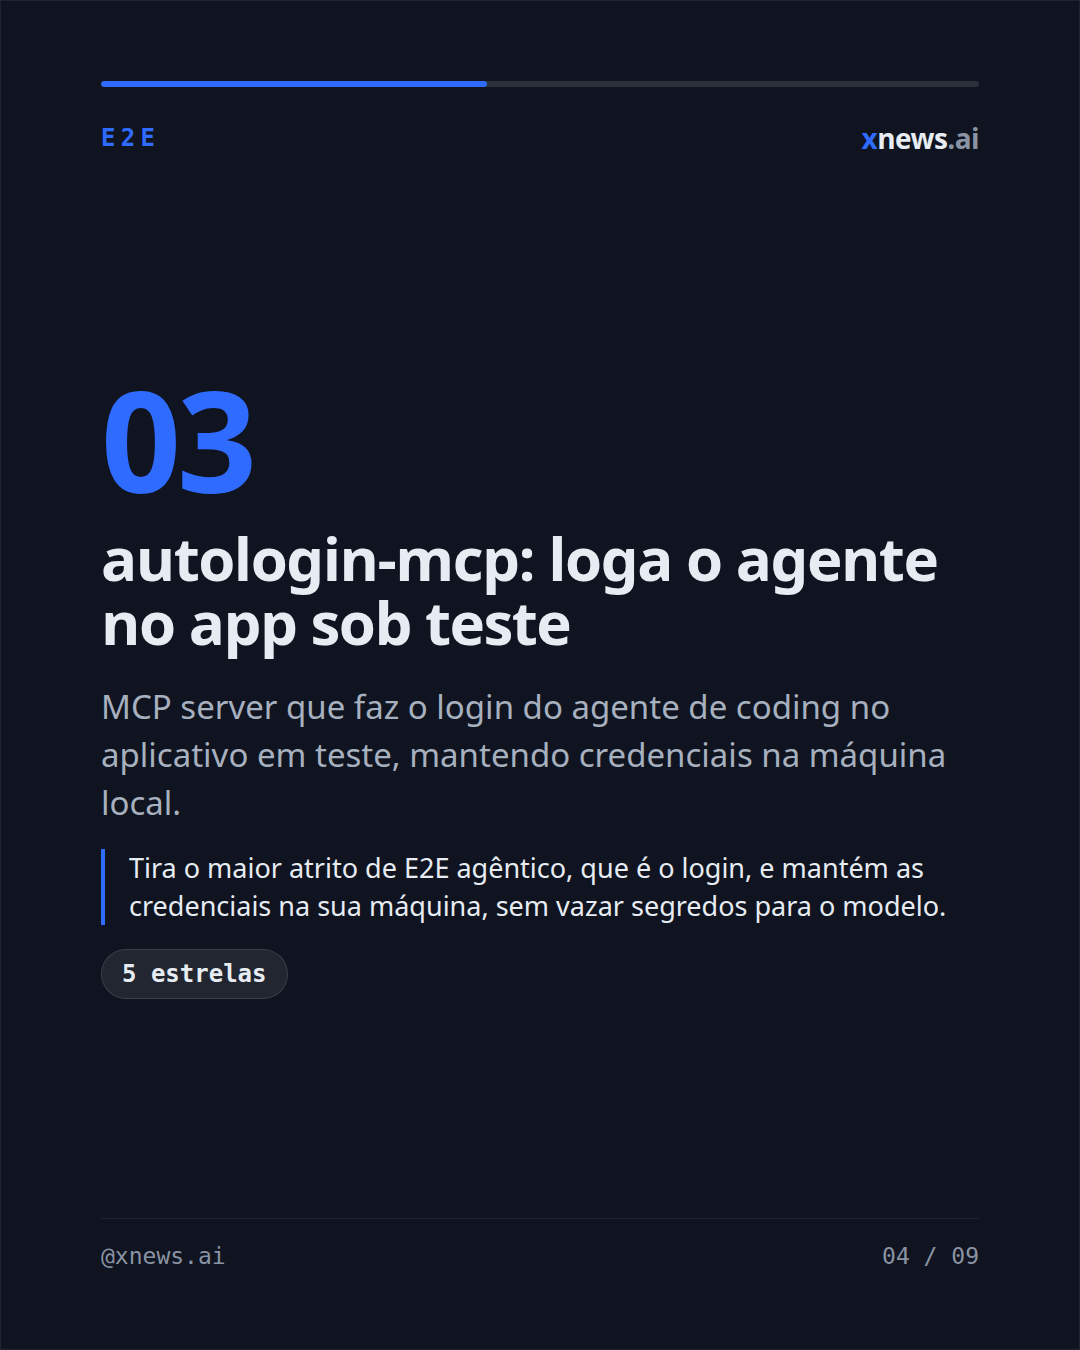 E2E
xnews.ai
03
autologin-mcp: loga o agente
no app sob teste
MCP server que faz o login do agente de coding no
aplicativo em teste, mantendo credenciais na máquina
local.
Tira o maior atrito de E2E agêntico, que é o login, e mantém as
credenciais na sua máquina, sem vazar segredos para o modelo.
5 estrelas
@xnews.ai
04 / 09